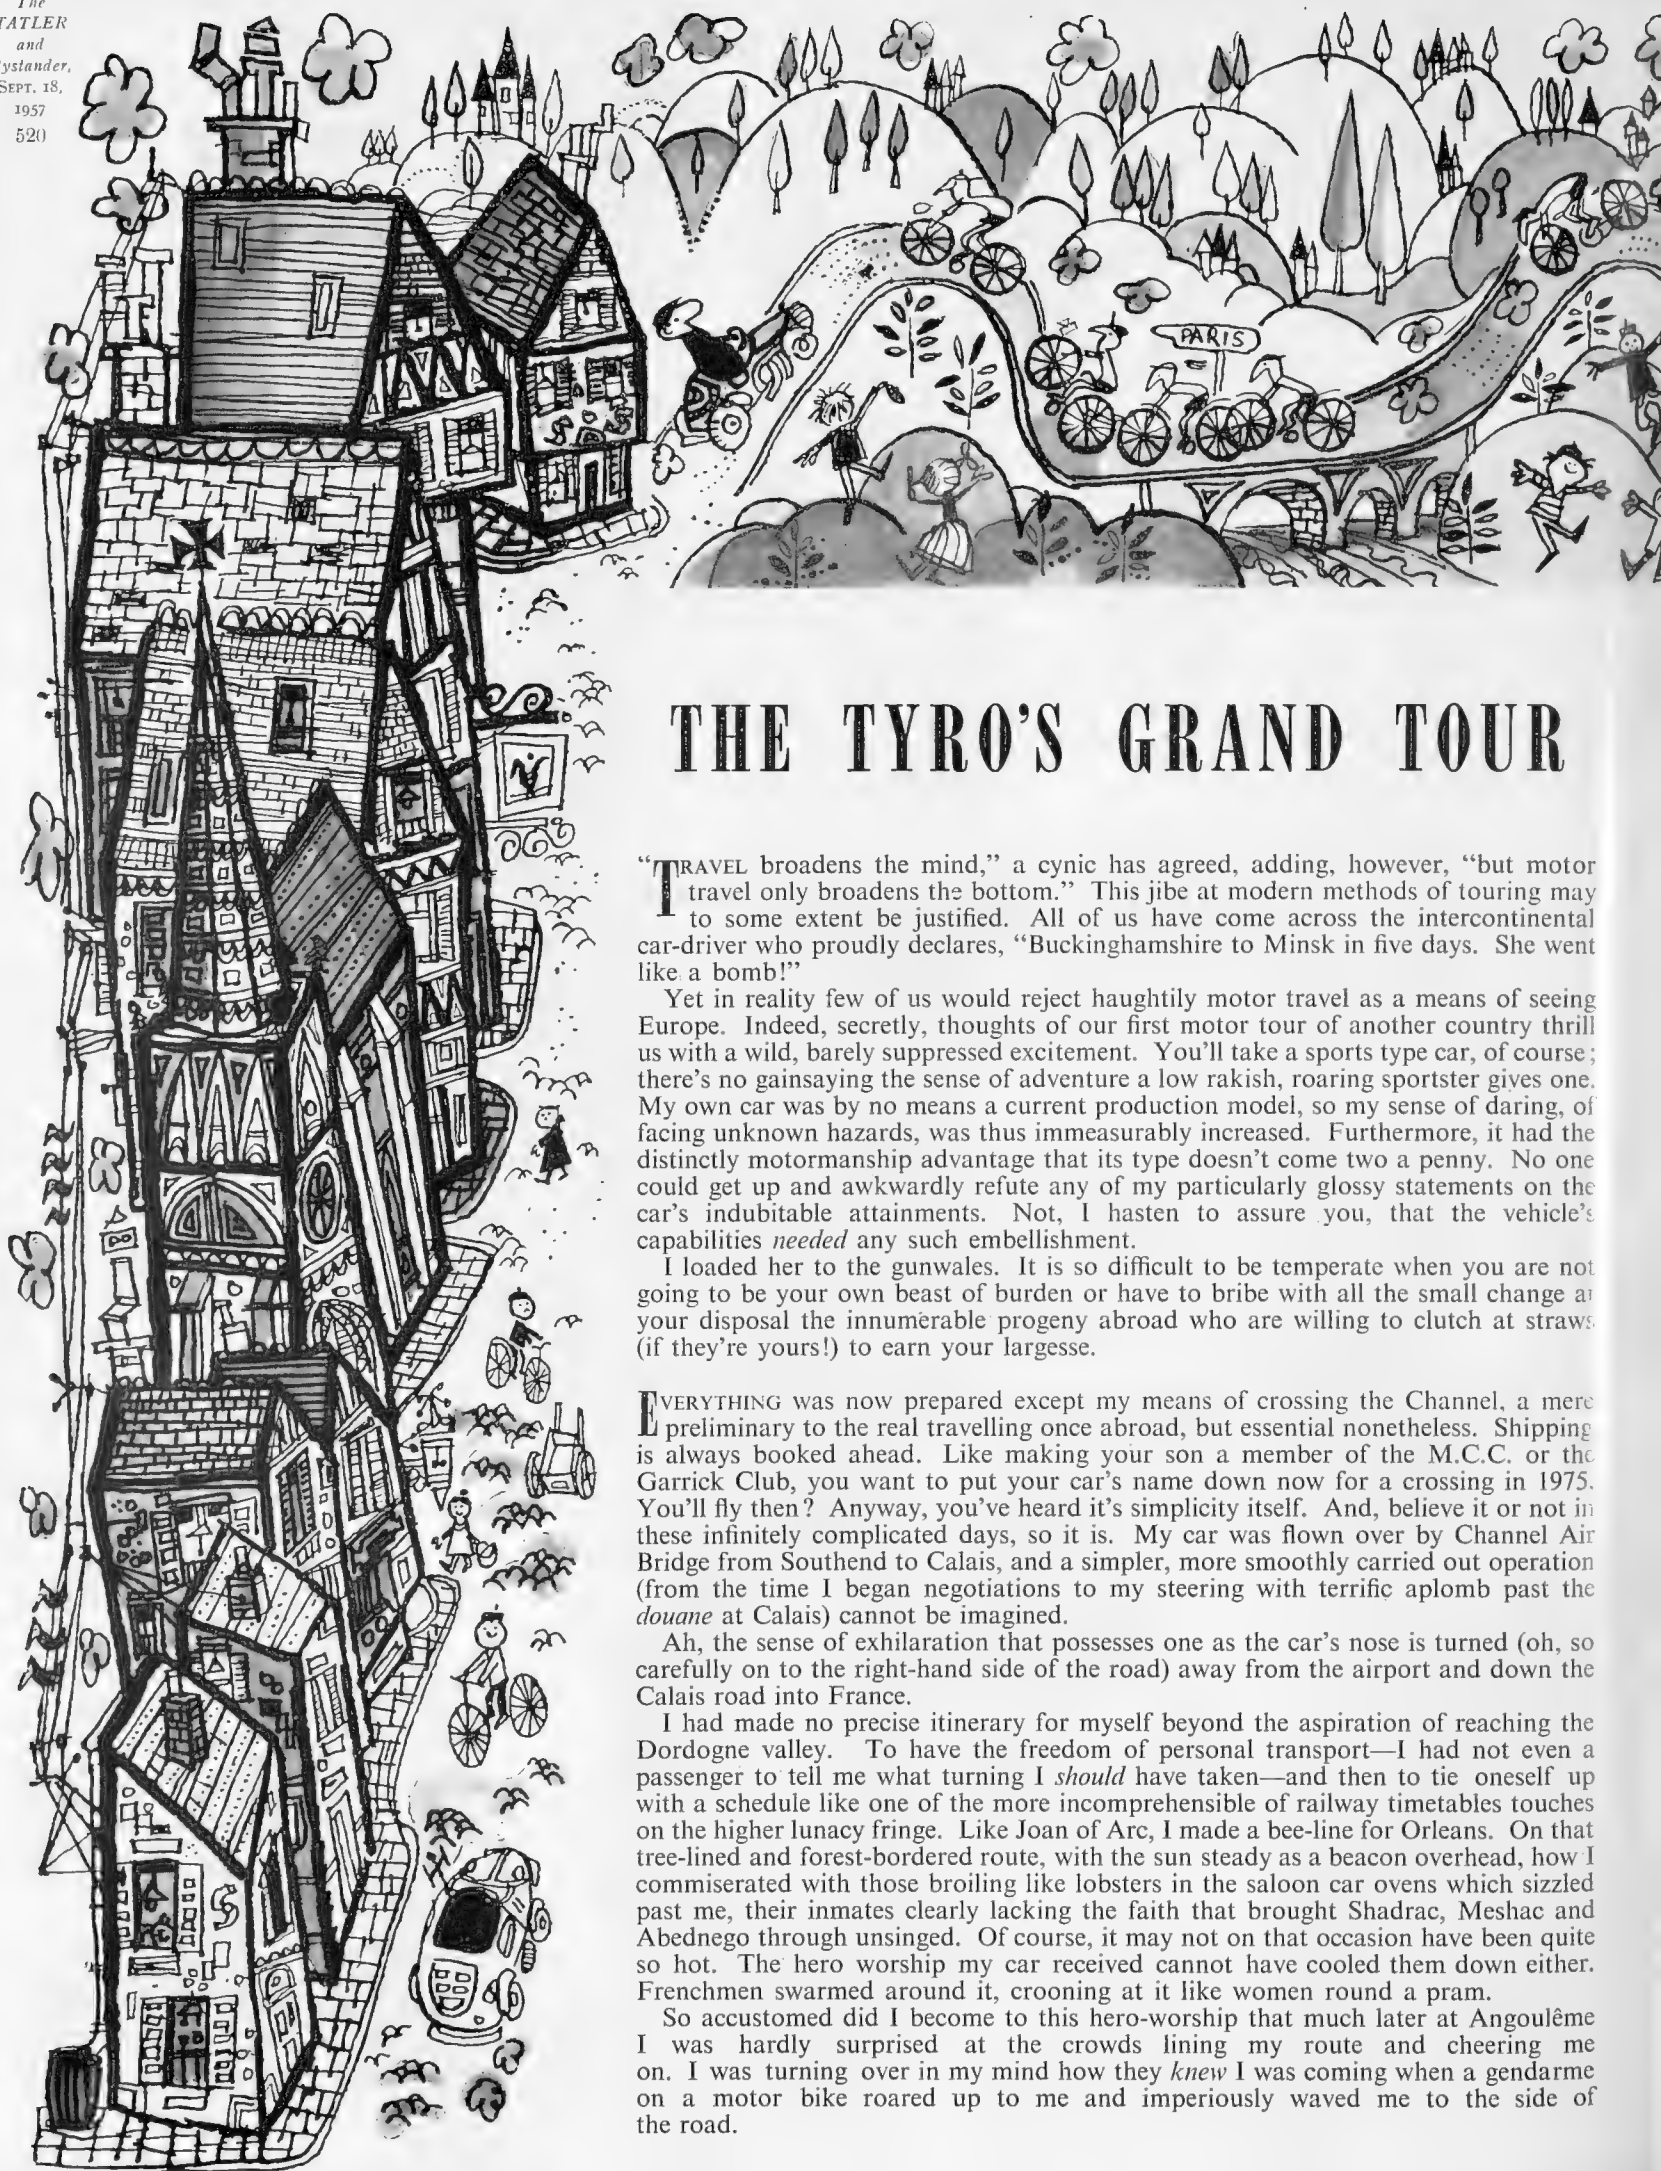 The
TATLER
and
Bystander,
SEPT. 18,
1957
520
PARIS
THE TYRO'S GRAND TOUR
“TRAVEL broadens the mind,” a cynic has agreed, adding, however, “but motor
travel only broadens the bottom.” This jibe at modern methods of touring may
to some extent be justified. All of us have come across the intercontinental
car-driver who proudly declares, “Buckinghamshire to Minsk in five days. She went
like a bomb!”
Yet in reality few of us would reject haughtily motor travel as a means of seeing
Europe. Indeed, secretly, thoughts of our first motor tour of another country thrill
us with a wild, barely suppressed excitement. You'll take a sports type car, of course;
there's no gainsaying the sense of adventure a low rakish, roaring sportster gives one.
My own car was by no means a current production model, so my sense of daring, of
facing unknown hazards, was thus immeasurably increased. Furthermore, it had the
distinctly motormanship advantage that its type doesn't come two a penny. No one
could get up and awkwardly refute any of my particularly glossy statements on the
car's indubitable attainments. Not, I hasten to assure you, that the vehicle's
capabilities needed any such embellishment.
I loaded her to the gunwales. It is so difficult to be temperate when you are not
going to be your own beast of burden or have to bribe with all the small change at
your disposal the innumerable progeny abroad who are willing to clutch at straws
(if they're yours!) to earn your largesse.
EVERYTHING was now prepared except my means of crossing the Channel, a mere
preliminary to the real travelling once abroad, but essential nonetheless. Shipping
is always booked ahead. Like making your son a member of the M.C.C. or the
Garrick Club, you want to put your car's name down now for a crossing in 1975.
You'll fly then? Anyway, you've heard it's simplicity itself. And, believe it or not in
these infinitely complicated days, so it is. My car was flown over by Channel Air
Bridge from Southend to Calais, and a simpler, more smoothly carried out operation
(from the time I began negotiations to my steering with terrific aplomb past the
douane at Calais) cannot be imagined.
Ah, the sense of exhilaration that possesses one as the car's nose is turned (oh, so
carefully on to the right-hand side of the road) away from the airport and down the
Calais road into France.
I had made no precise itinerary for myself beyond the aspiration of reaching the
Dordogne valley. To have the freedom of personal transport—I had not even a
passenger to tell me what turning I should have taken—and then to tie oneself up
with a schedule like one of the more incomprehensible of railway timetables touches
on the higher lunacy fringe. Like Joan of Arc, I made a bee-line for Orleans. On that
tree-lined and forest-bordered route, with the sun steady as a beacon overhead, how I
commiserated with those broiling like lobsters in the saloon car ovens which sizzled
past me, their inmates clearly lacking the faith that brought Shadrac, Meshac and
Abednego through unsinged. Of course, it may not on that occasion have been quite
so hot. The hero worship my car received cannot have cooled them down either.
Frenchmen swarmed around it, crooning at it like women round a pram.
So accustomed did I become to this hero-worship that much later at Angoulême
I was hardly surprised at the crowds lining my route and cheering me
on. I was turning over in my mind how they knew I was coming when a gendarme
on a motor bike roared up to me and imperiously waved me to the side of
the road.